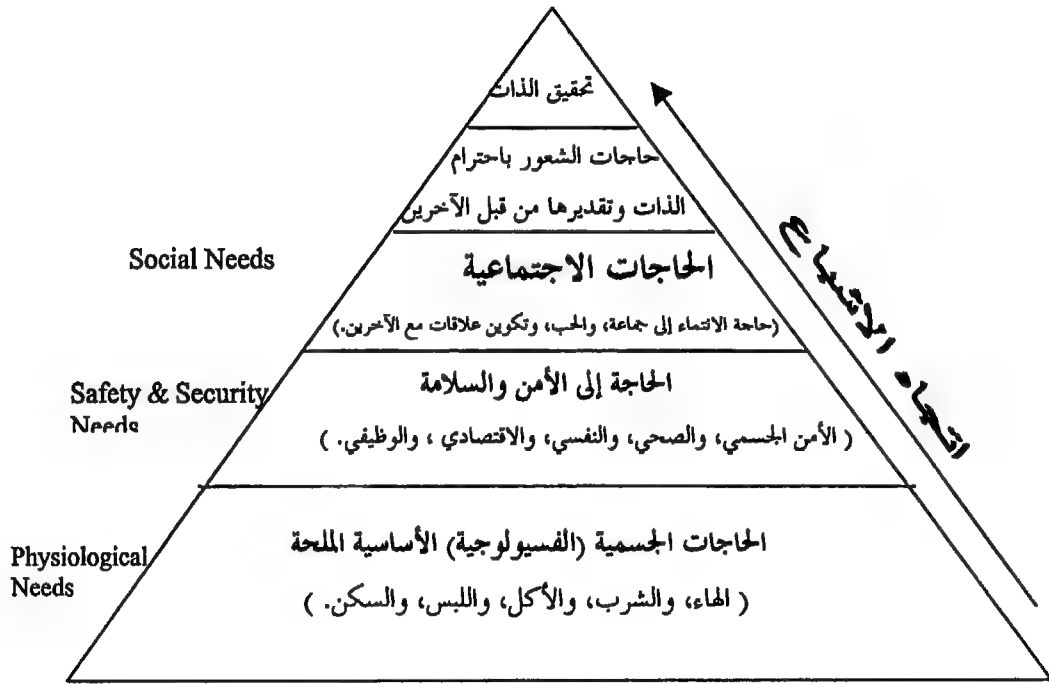 تحقيق الذات
حاجات الشعور باحترام
الذات وتقديرها من قبل الآخرين
Social Needs
الحاجات الاجتماعية
(حاجة الانتماء إلى جماعة، والحب، وتكوين علاقات مع الآخرين.)
Safety & Security
Needs
الحاجة إلى الأمن والسلامة
( الأمن الجسمي، والصحي، والنفسي، والاقتصادي ، والوظيفي. )
Physiological
Needs
الحاجات الجسمية (الفسيولوجية) الأساسية الملحة
( الهاء، والشرب، والأكل، واللبس، والسكن. )
اتجاه الاشباع